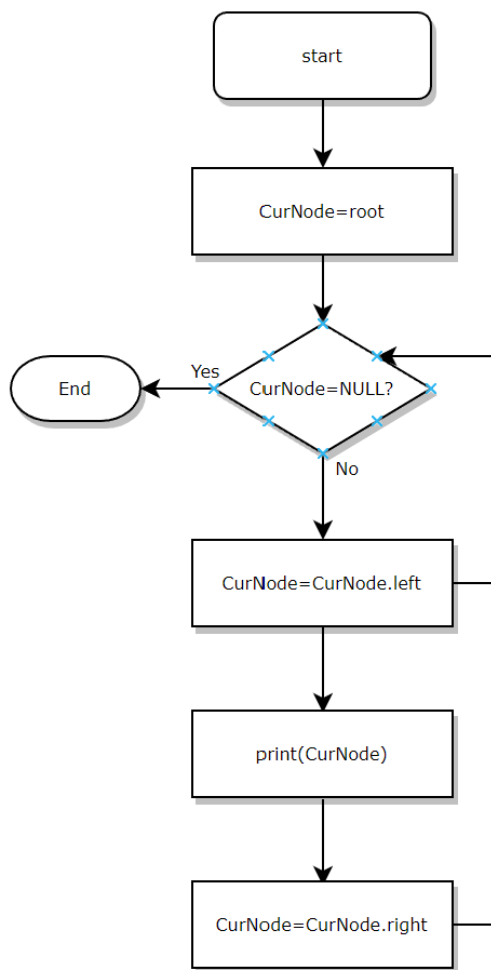 start
CurNode=root
Yes
End
CurNode=NULL?
No
CurNode=CurNode.left
print(CurNode)
CurNode=CurNode.right